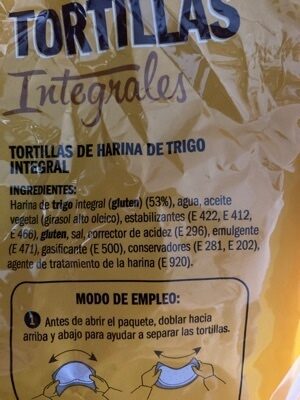 TORTILLAS
Integrales
TORTILLAS DE HARINA DE TRIGO
INTEGRAL
INGREDIENTES:
Harina de trigo integral (gluten) (53%), agua, aceite
vegetal (girasol alto oleico), estabilizantes (E 422, E 412,
E 466), gluten, sal, corrector de acidez (E 296), emulgente
(E 471), gasificante (E 500), conservadores (E 281, E 202),
agente de tratamiento de la harina (E 920).
MODO DE EMPLEO:
1 Antes de abrir el paquete, doblar hacia
arriba y abajo para ayudar a separar las tortillas.